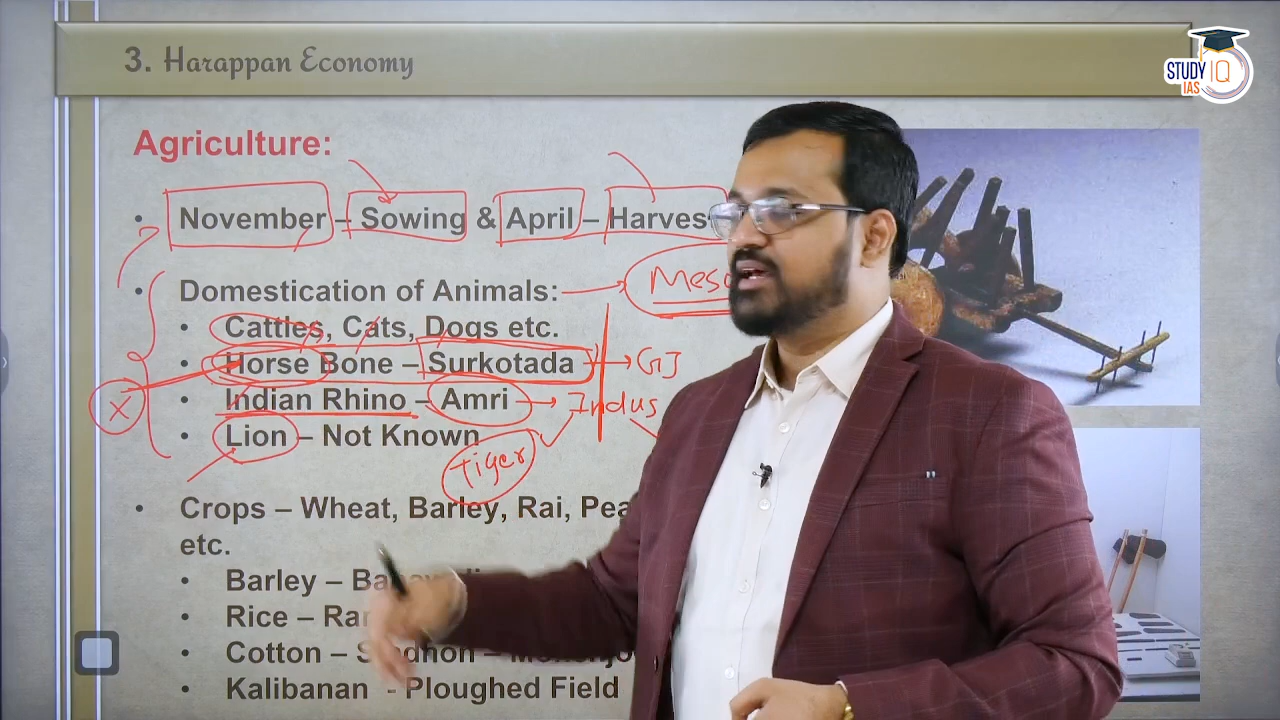 3. Harappan Economy
STUDY IQ
IAS
Agriculture:
• November – Sowing & April – Harves
• Domestication of Animals: Meso
• Cattles, Cats, Dogs etc.
• Horse Bone – Surkotada GJ
X
• Indian Rhino – Amri Indus
• Lion – Not Known
Tiger
• Crops – Wheat, Barley, Rai, Pea
etc.
• Barley –
• Rice –
• Cotton –
• Kalibanan - Ploughed Field